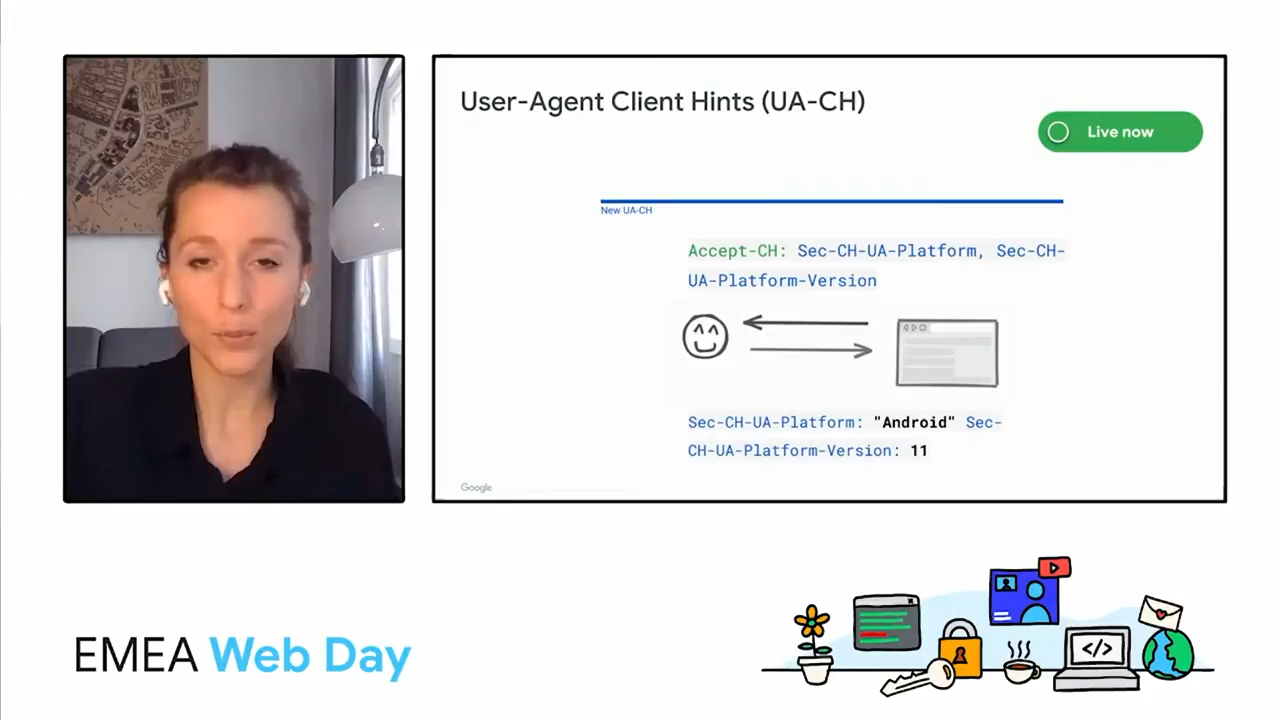 User-Agent Client Hints (UA-CH)
Live now
New UA-CH
Accept-CH: Sec-CH-UA-Platform, Sec-CH-
UA-Platform-Version
Sec-CH-UA-Platform: "Android" Sec-
CH-UA-Platform-Version: 11
Google
EMEA Web Day
</>